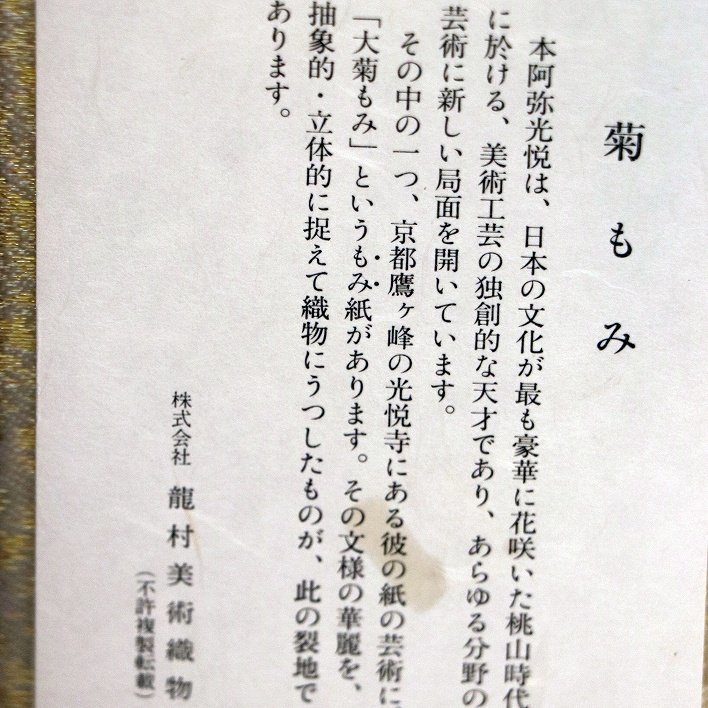 菊もみ
本阿弥光悦は、日本の文化が最も豪華に花咲いた桃山時代
に於ける、美術工芸の独創的な天才であり、あらゆる分野の
芸術に新しい局面を開いています。
その中の一つ、京都鷹ヶ峰の光悦寺にある彼の紙の芸術に、
「大菊もみ」というもみ紙があります。その文様の華麗を、
抽象的・立体的に捉えて織物にうつしたものが、此の裂地で
あります。
株式会社 龍村美術織物
(不許複製転載)